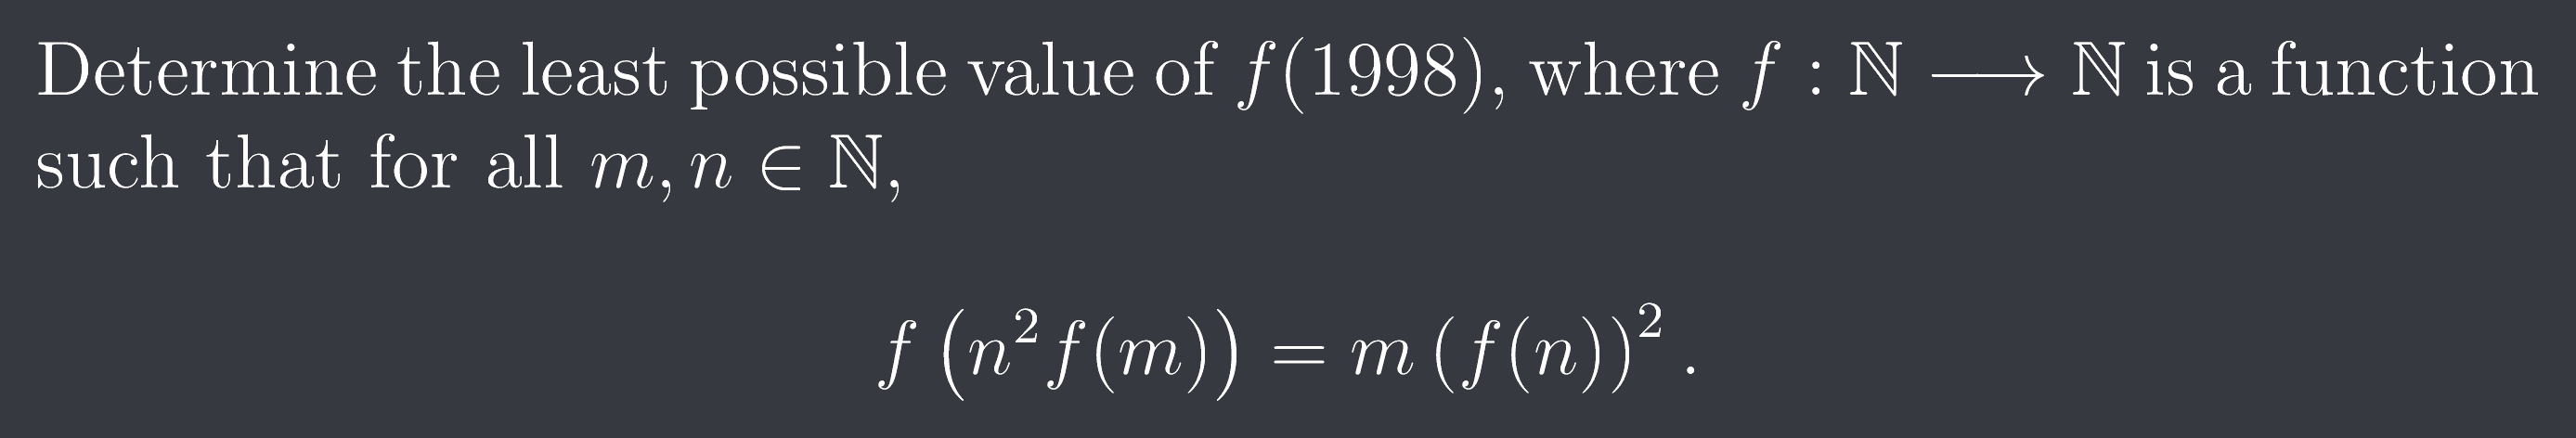 Determine the least possible value of f(1998), where f : ℕ ⟶ ℕ is a function
such that for all m, n ∈ ℕ,
f (n²f(m)) = m (f(n))².